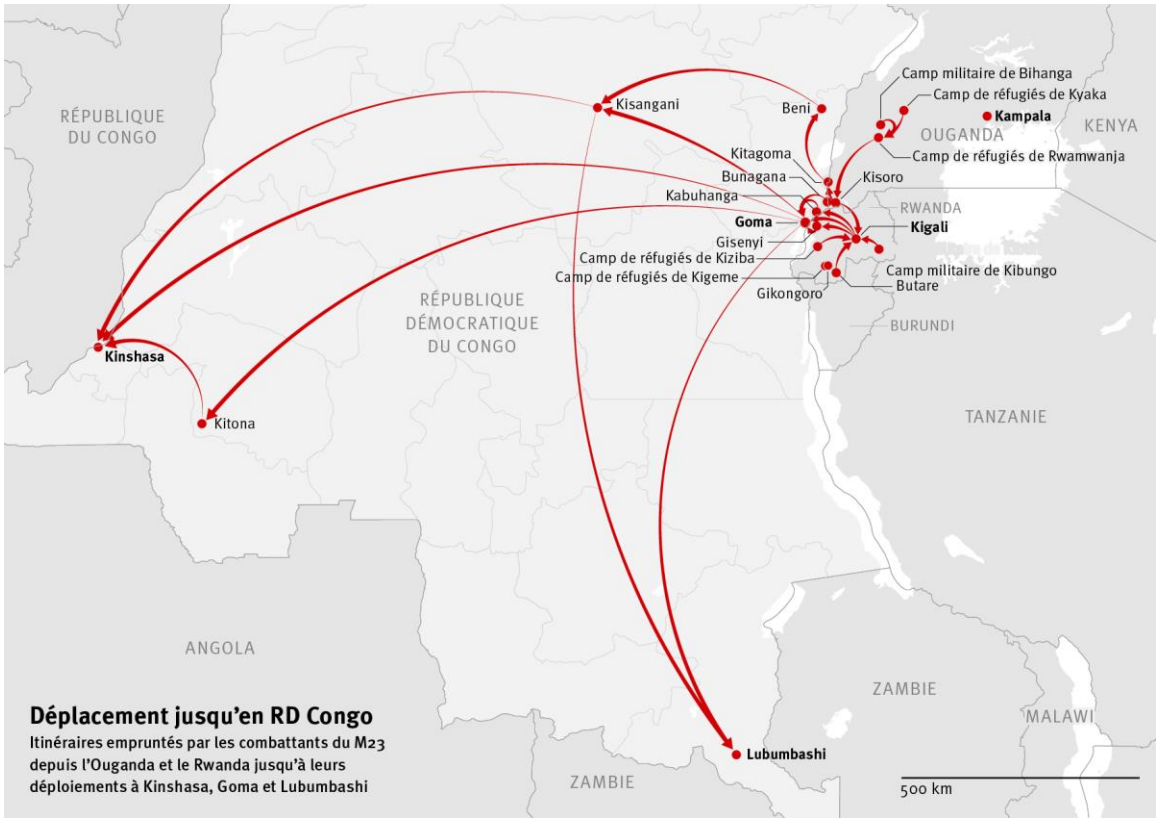 Camp militaire de Bihanga
Camp de réfugiés de Kyaka
Kampala
KENYA
OUGANDA
Camp de réfugiés de Rwamwanja
RÉPUBLIQUE
DU CONGO
Kisangani
Beni
Kitagoma
Bunagana
Kisoro
Kabuhanga
RWANDA
Goma
Kigali
Gisenyi
Camp de réfugiés de Kiziba
Camp de réfugiés de Kigeme
Camp militaire de Kibungo
Gikongoro
Butare
RÉPUBLIQUE
DÉMOCRATIQUE
DU CONGO
BURUNDI
Kinshasa
Kitona
TANZANIE
ANGOLA
ZAMBIE
MALAWI
Lubumbashi
ZAMBIE
Déplacement jusqu’en RD Congo
Itinéraires empruntés par les combattants du M23
depuis l’Ouganda et le Rwanda jusqu’à leurs
déploiements à Kinshasa, Goma et Lubumbashi
500 km